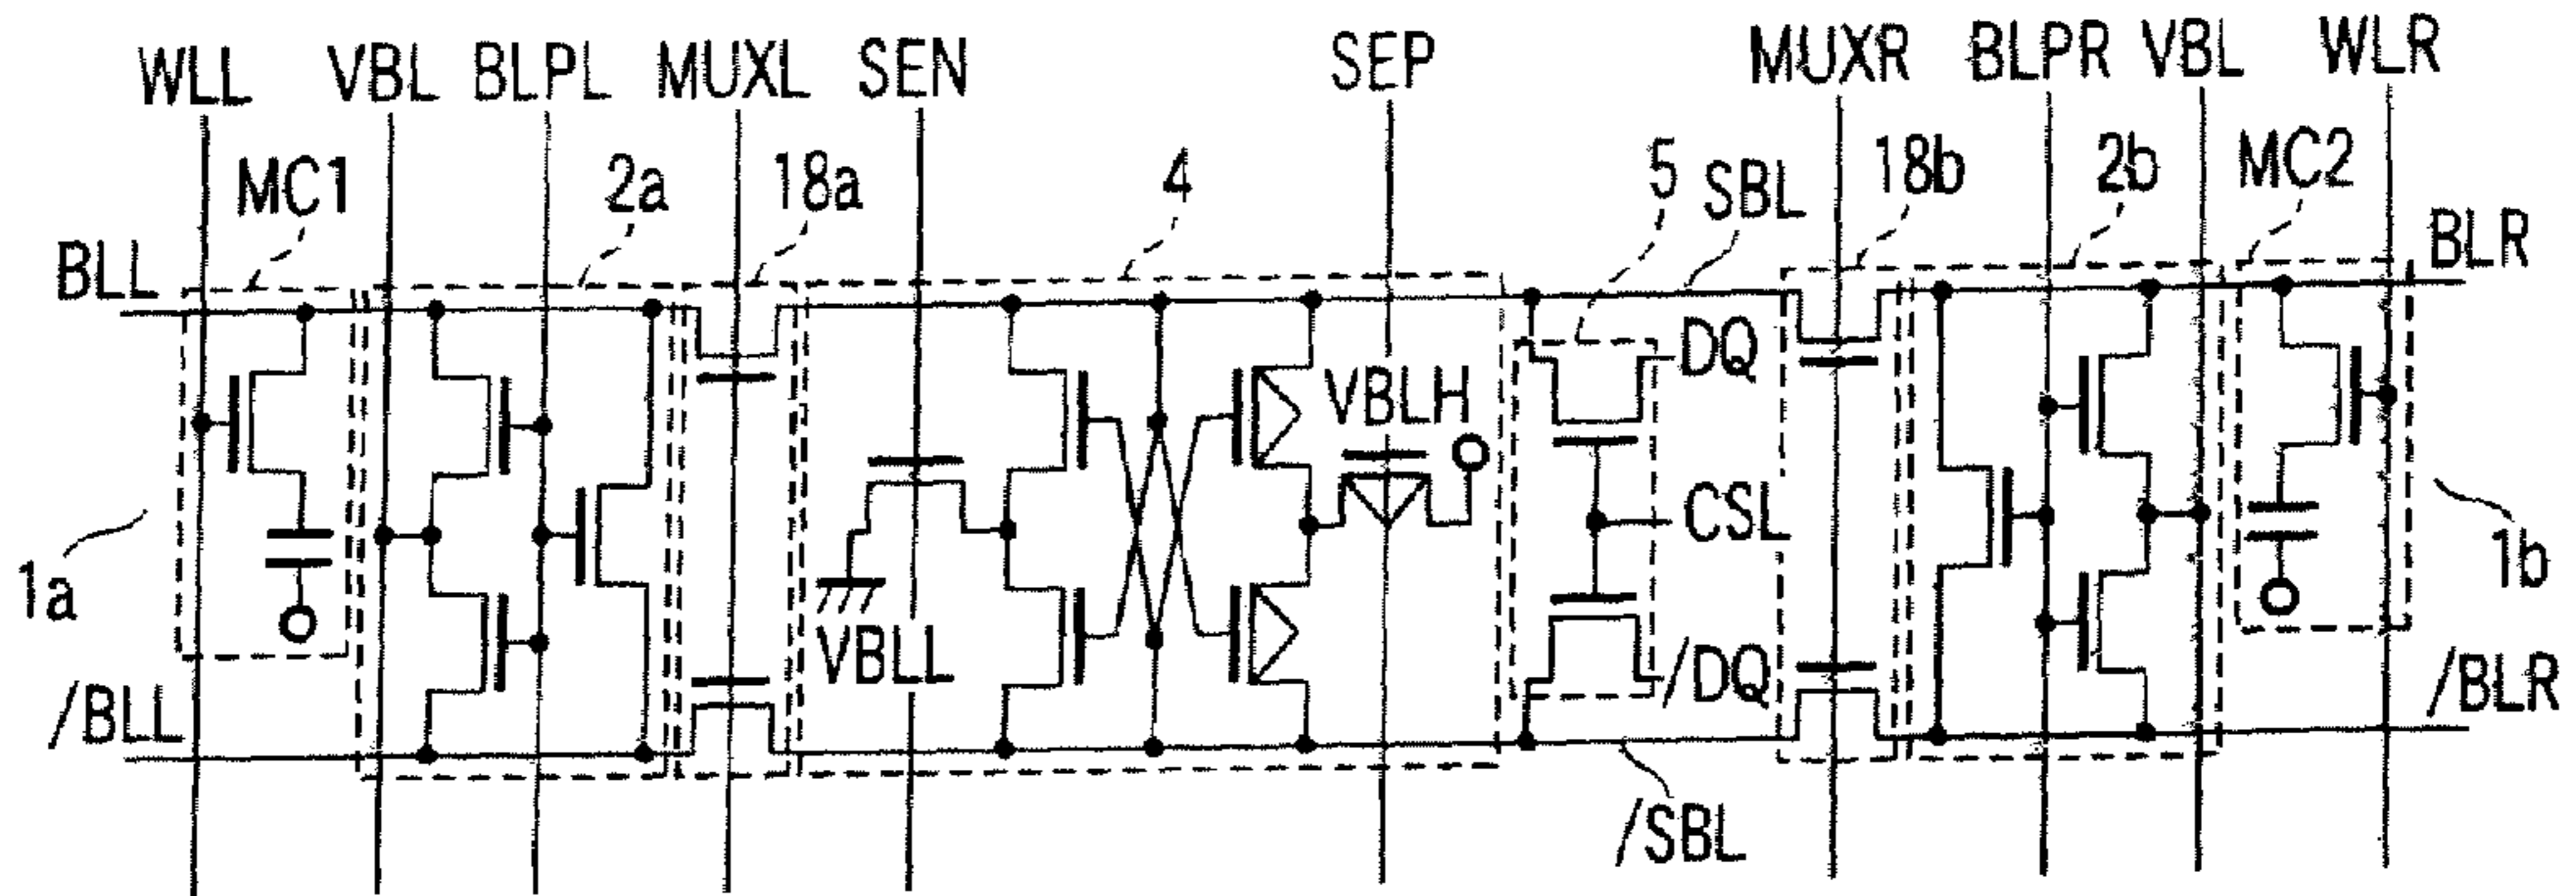 WLL VBL BLPL MUXL SEN SEP MUXR BLPR VBL WLR
MC1 2a 18a 4 5 SBL 18b 2b MC2
BLL BLR
DQ
VBLH
CSL
1a 1b
VBLL /DQ
/BLL /BLR
/SBL